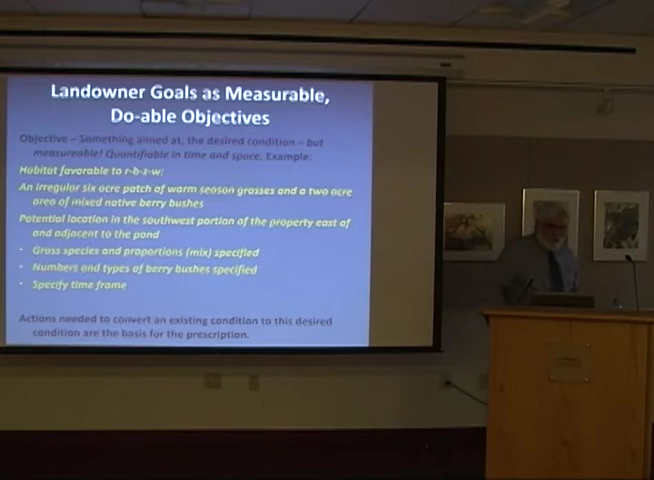 Landowner Goals as Measurable,
Do-able Objectives
Objective – Something aimed at, the desired condition – but
measureable! Quantifiable in time and space. Example:
Habitat favorable to r-b-z-w:
An irregular six acre patch of warm season grasses and a two acre
area of mixed native berry bushes
Potential location in the southwest portion of the property east of
and adjacent to the pond
· Grass species and proportions (mix) specified
· Numbers and types of berry bushes specified
· Specify time frame
Actions needed to convert an existing condition to this desired
condition are the basis for the prescription.